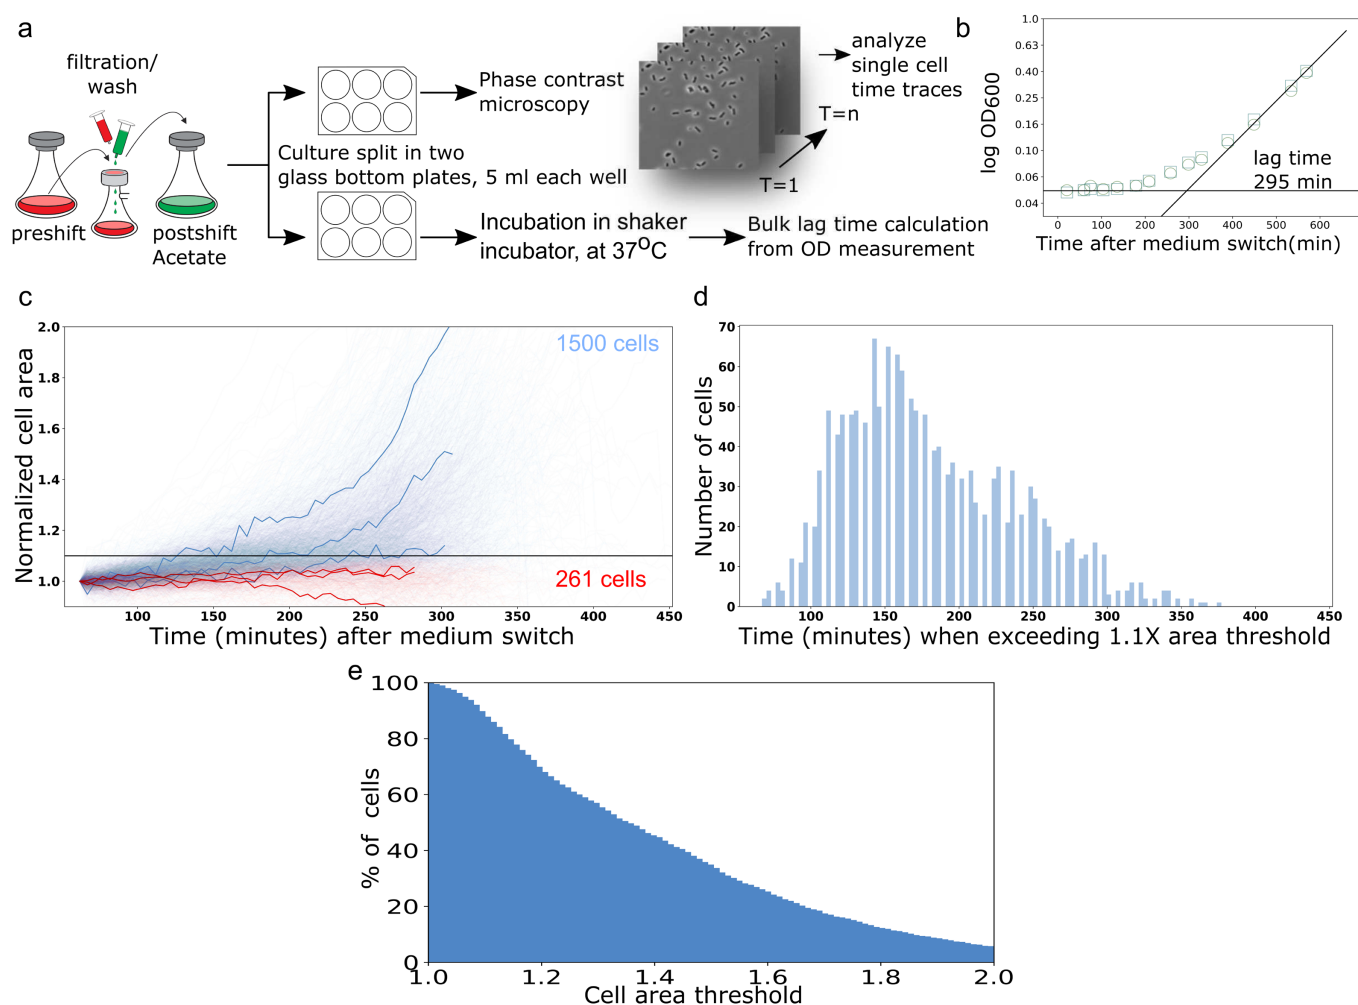 a
filtration/
wash
preshift
postshift
Acetate
Culture split in two
glass bottom plates, 5 ml each well
Phase contrast
microscopy
T=1
T=n
analyze
single cell
time traces
Incubation in shaker
incubator, at 37°C
Bulk lag time calculation
from OD measurement
b
log OD600
1.0
0.63
0.40
0.25
0.16
0.10
0.06
0.04
lag time
295 min
0 100 200 300 400 500 600
Time after medium switch(min)
c
Normalized cell area
2.0
1.8
1.6
1.4
1.2
1.0
1500 cells
261 cells
100 150 200 250 300 350 400 450
Time (minutes) after medium switch
d
Number of cells
70
60
50
40
30
20
10
0
100 150 200 250 300 350 400 450
Time (minutes) when exceeding 1.1X area threshold
e
% of cells
100
80
60
40
20
0
1.0 1.2 1.4 1.6 1.8 2.0
Cell area threshold